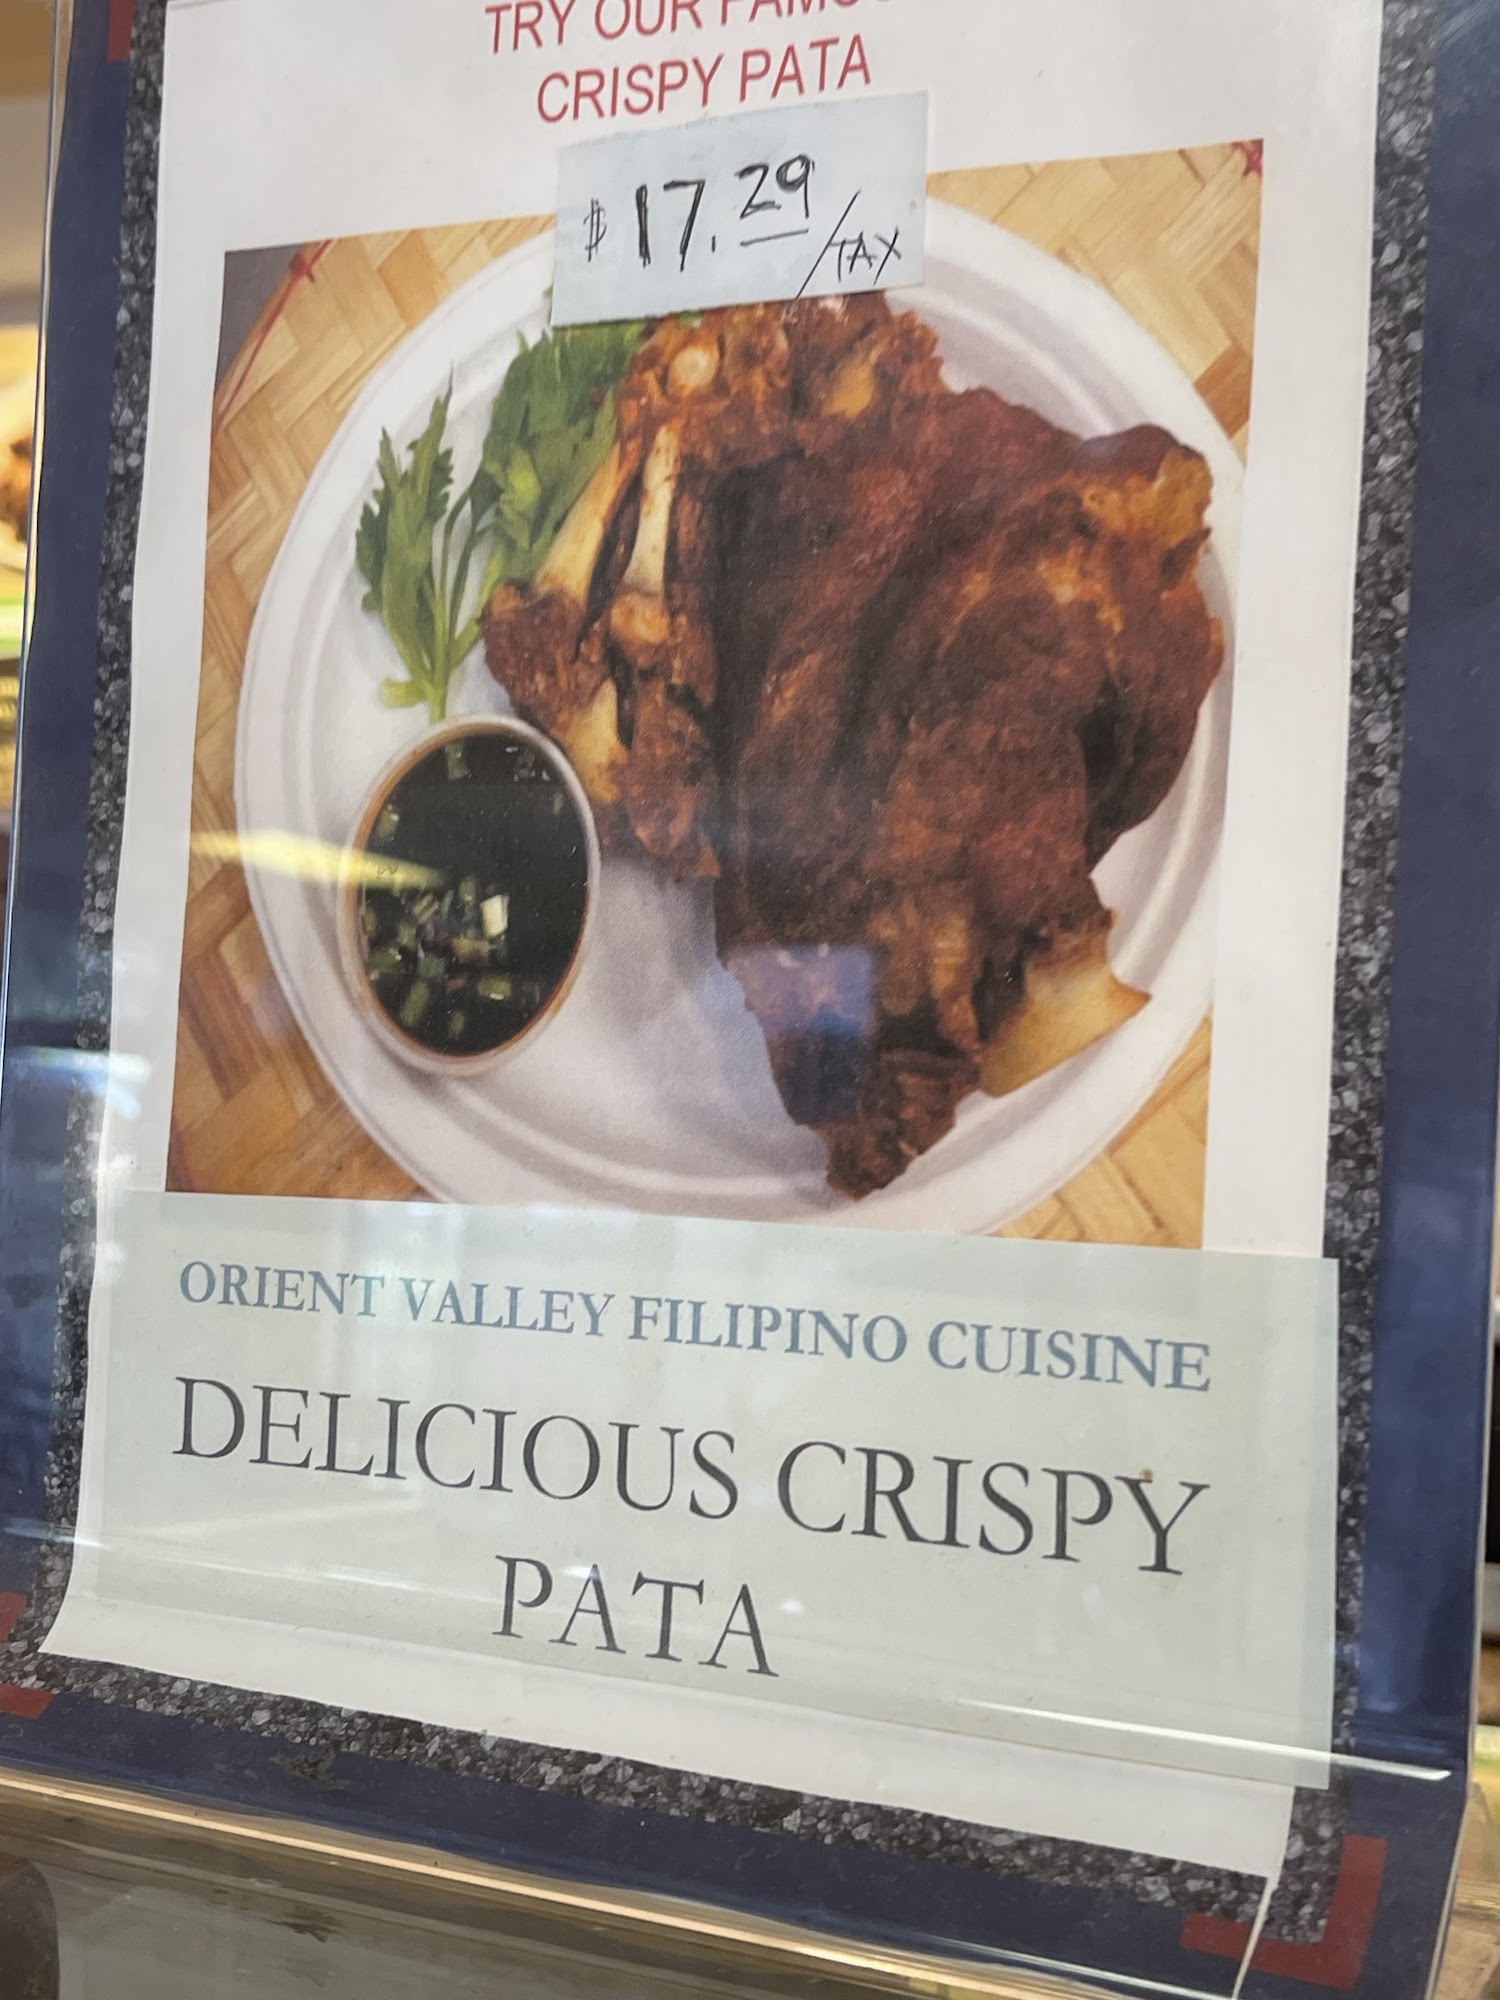 TRY OUR
CRISPY PATA
$17.29/TAX
ORIENT VALLEY FILIPINO CUISINE
DELICIOUS CRISPY
PATA